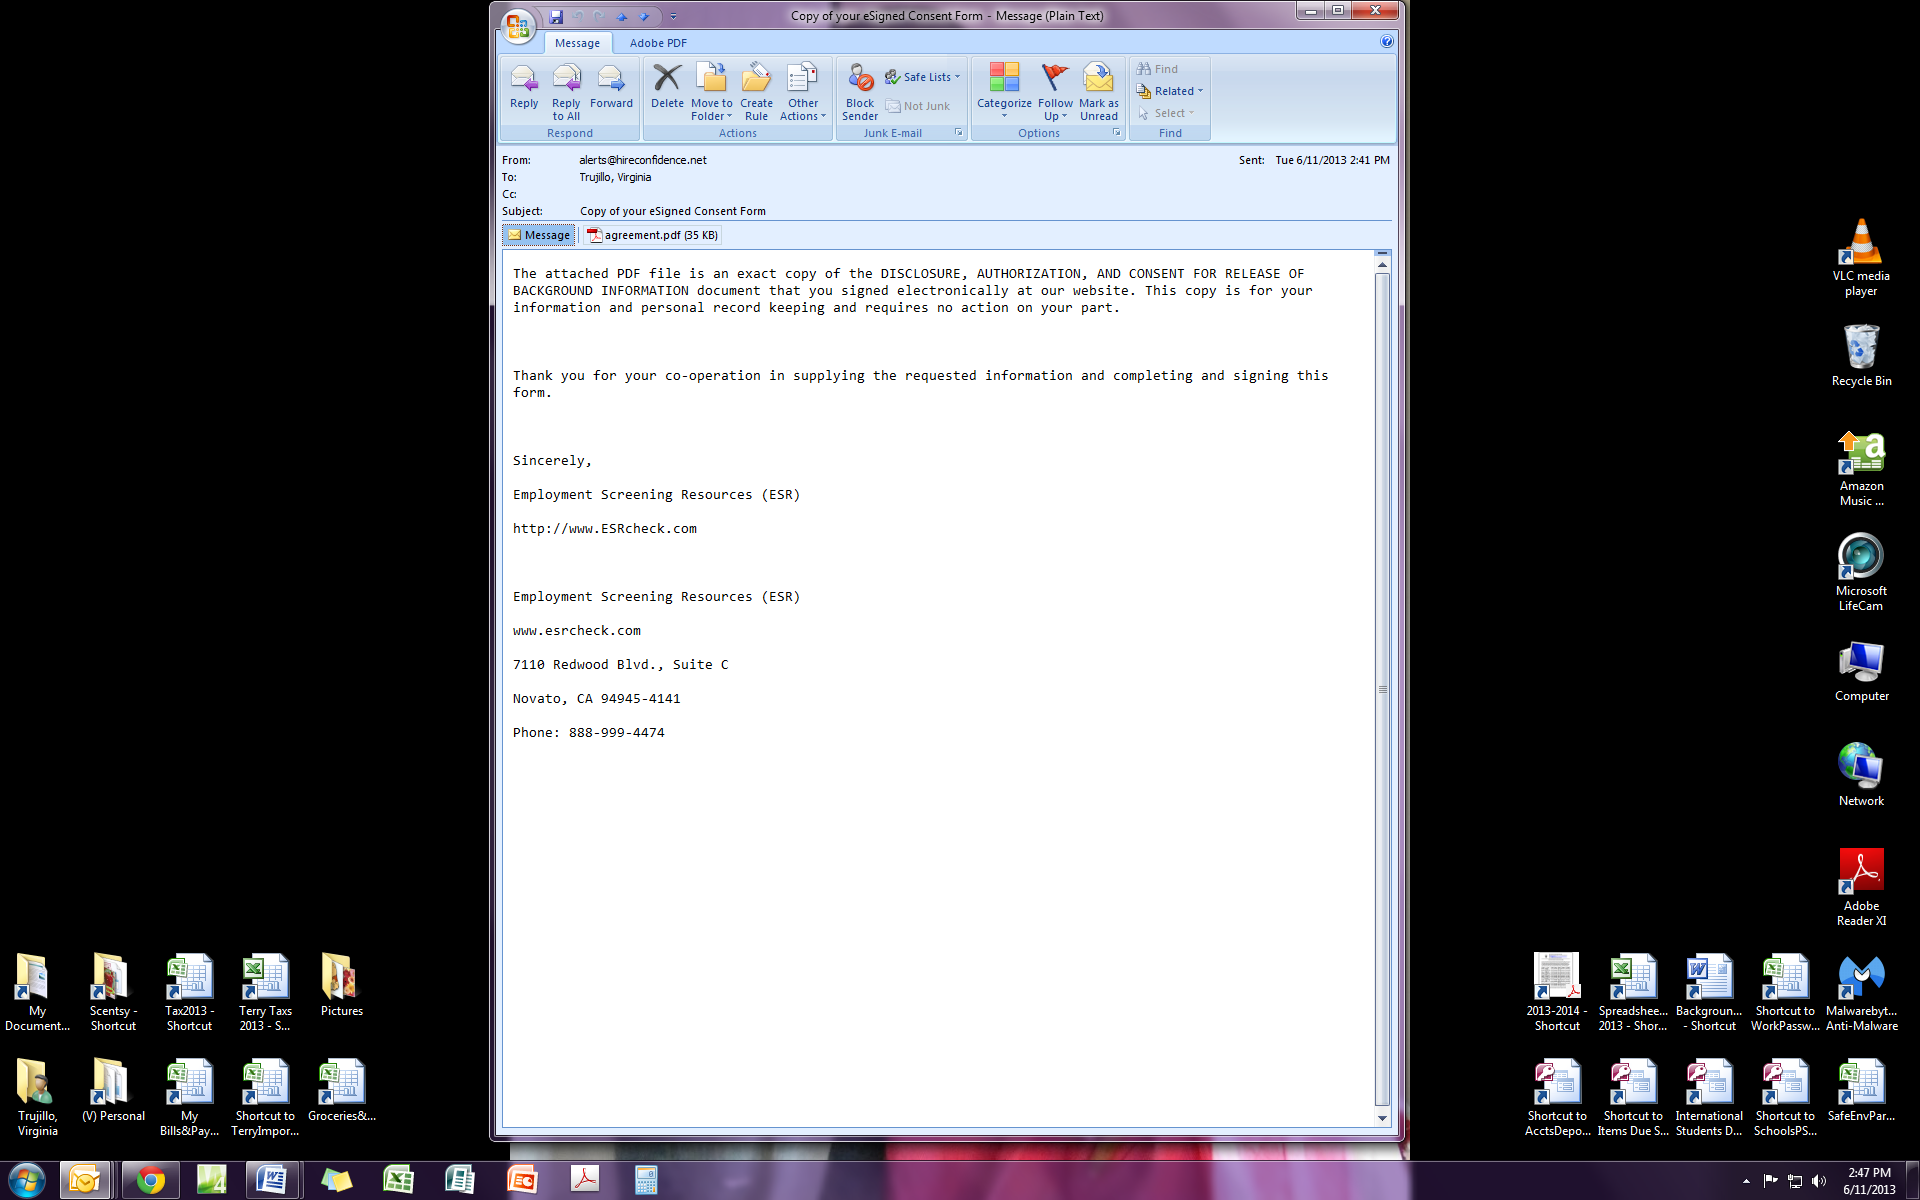 Copy of your eSigned Consent Form - Message (Plain Text)
Message Adobe PDF
Reply
Reply to All
Forward
Respond
Delete
Move to Folder
Create Rule
Other Actions
Actions
Block Sender
Safe Lists
Not Junk
Junk E-mail
Categorize
Follow Up
Mark as Unread
Options
Find
Related
Select
Find
From: alerts@hireconfidence.net
Sent: Tue 6/11/2013 2:41 PM
To: Trujillo, Virginia
Cc:
Subject: Copy of your eSigned Consent Form
Message agreement.pdf (35 KB)
The attached PDF file is an exact copy of the DISCLOSURE, AUTHORIZATION, AND CONSENT FOR RELEASE OF
BACKGROUND INFORMATION document that you signed electronically at our website. This copy is for your
information and personal record keeping and requires no action on your part.
Thank you for your co-operation in supplying the requested information and completing and signing this
form.
Sincerely,
Employment Screening Resources (ESR)
http://www.ESRcheck.com
Employment Screening Resources (ESR)
www.esrcheck.com
7110 Redwood Blvd., Suite C
Novato, CA 94945-4141
Phone: 888-999-4474
VLC media
player
Recycle Bin
Amazon
Music ...
Microsoft
LifeCam
Computer
Network
Adobe
Reader XI
My
Document...
Scentsy -
Shortcut
Tax2013 -
Shortcut
Terry Taxs
2013 - S...
Pictures
Trujillo,
Virginia
(V) Personal
My
Bills&Pay...
Shortcut to
TerryImpor...
Groceries&...
2013-2014 -
Shortcut
Spreadshee...
2013 - Shor...
Backgroun...
- Shortcut
Shortcut to
WorkPassw...
Malwarebyt...
Anti-Malware
Shortcut to
AcctsDepo...
Shortcut to
Items Due S...
International
Students D...
Shortcut to
SchoolsPS...
SafeEnvPar...
2:47 PM
6/11/2013